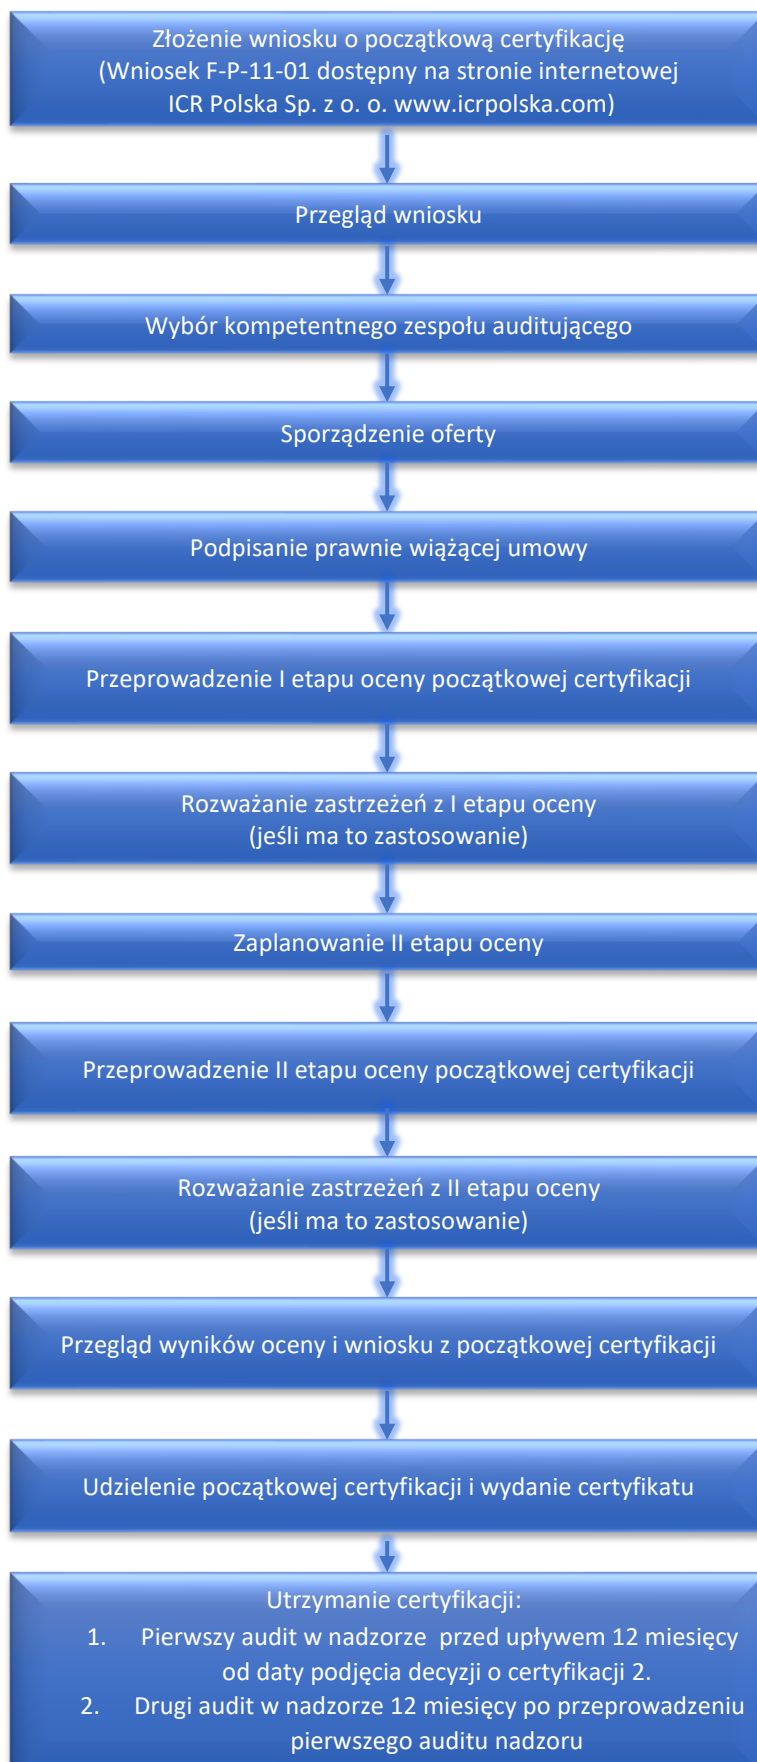 Złożenie wniosku o początkową certyfikację
(Wniosek F-P-11-01 dostępny na stronie internetowej
ICR Polska Sp. z o. o. www.icrpolska.com)
Przegląd wniosku
Wybór kompetentnego zespołu auditującego
Sporządzenie oferty
Podpisanie prawnie wiążącej umowy
Przeprowadzenie I etapu oceny początkowej certyfikacji
Rozważanie zastrzeżeń z I etapu oceny
(jeśli ma to zastosowanie)
Zaplanowanie II etapu oceny
Przeprowadzenie II etapu oceny początkowej certyfikacji
Rozważanie zastrzeżeń z II etapu oceny
(jeśli ma to zastosowanie)
Przegląd wyników oceny i wniosku z początkowej certyfikacji
Udzielenie początkowej certyfikacji i wydanie certyfikatu
Utrzymanie certyfikacji:
1. Pierwszy audit w nadzorze przed upływem 12 miesięcy
od daty podjęcia decyzji o certyfikacji 2.
2. Drugi audit w nadzorze 12 miesięcy po przeprowadzeniu
pierwszego auditu nadzoru